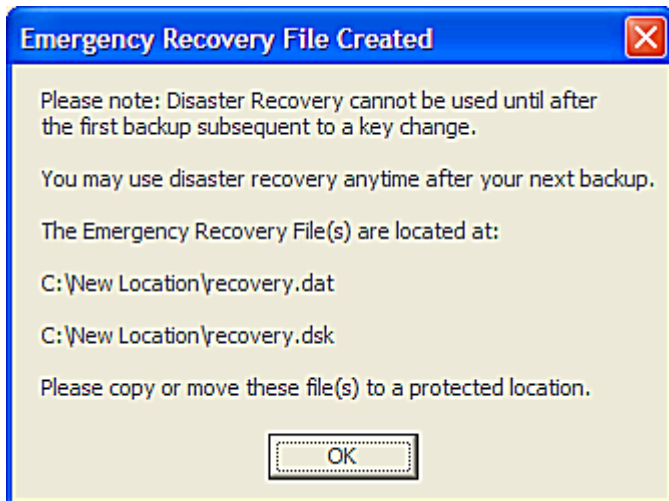 Emergency Recovery File Created
Please note: Disaster Recovery cannot be used until after
the first backup subsequent to a key change.
You may use disaster recovery anytime after your next backup.
The Emergency Recovery File(s) are located at:
C:\New Location\recovery.dat
C:\New Location\recovery.dsk
Please copy or move these file(s) to a protected location.
OK